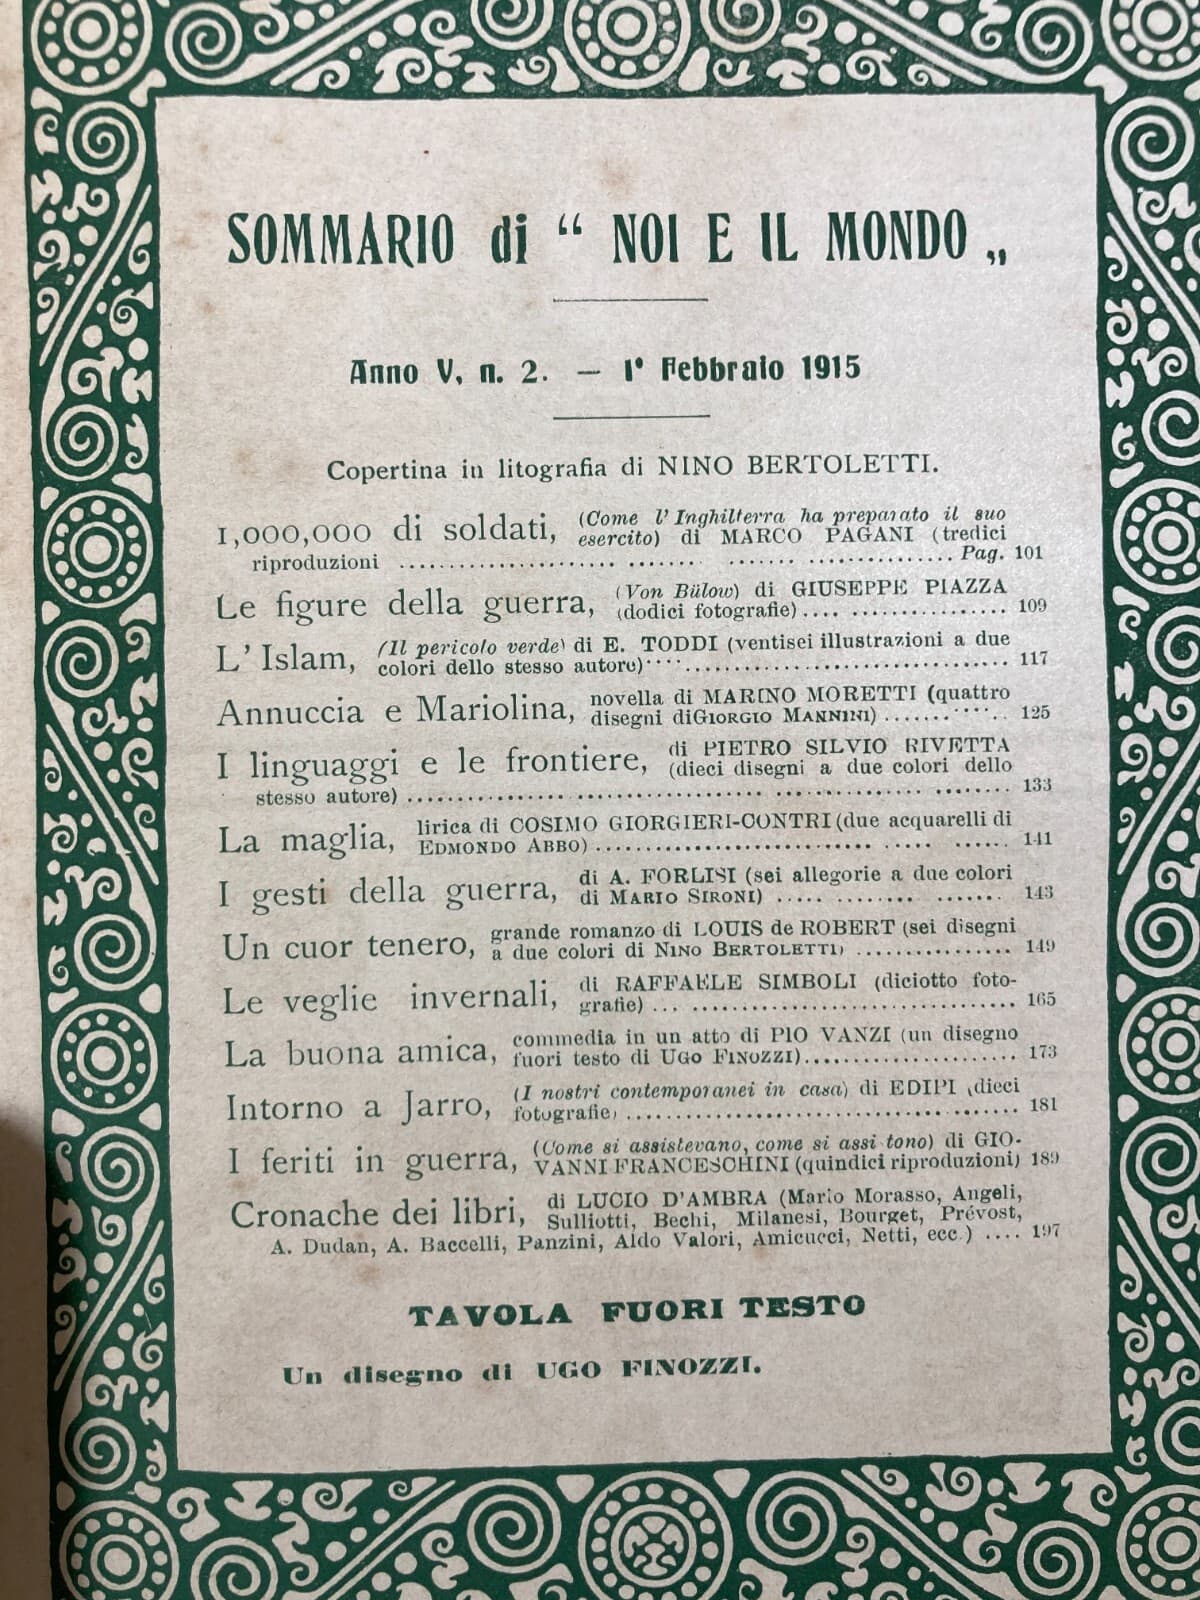 SOMMARIO di “ NOI E IL MONDO „
Anno V, n. 2. — 1° Febbraio 1915
Copertina in litografia di NINO BERTOLETTI.
1,000,000 di soldati, (Come l'Inghilterra ha preparato il suo
esercito) di MARCO PAGANI (tredici
riproduzioni ........................ Pag. 101
Le figure della guerra, (Von Bülow) di GIUSEPPE PIAZZA
(dodici fotografie).................... 109
L'Islam, (Il pericolo verde) di E. TODDI (ventisei illustrazioni a due
colori dello stesso autore).................... 117
Annuccia e Mariolina, novella di MARINO MORETTI (quattro
disegni di GIORGIO MANNINI) .............. 125
I linguaggi e le frontiere, di PIETRO SILVIO RIVETTA
(dieci disegni a due colori dello
stesso autore) ........................ 133
La maglia, lirica di COSIMO GIORGIERI-CONTRI (due acquarelli di
EDMONDO ABBO)........................ 141
I gesti della guerra, di A. FORLISI (sei allegorie a due colori
di MARIO SIRONI) .................... 143
Un cuor tenero, grande romanzo di LOUIS de ROBERT (sei disegni
a due colori di NINO BERTOLETTI) ................ 149
Le veglie invernali, di RAFFAELE SIMBOLI (diciotto foto-
grafie) ........................ 165
La buona amica, commedia in un atto di PIO VANZI (un disegno
fuori testo di UGO FINOZZI).................... 173
Intorno a Jarro, (I nostri contemporanei in casa) di EDIPI (dieci
fotografie) ........................ 181
I feriti in guerra, (Come si assistevano, come si assi tono) di GIO-
VANNI FRANCESCHINI (quindici riproduzioni) 189
Cronache dei libri, di LUCIO D'AMBRA (Mario Morasso, Angeli,
Sulliotti, Bechi, Milanesi, Bourget, Prévost,
A. Dudan, A. Baccelli, Panzini, Aldo Valori, Amicucci, Netti, ecc.) .... 197
TAVOLA FUORI TESTO
Un disegno di UGO FINOZZI.